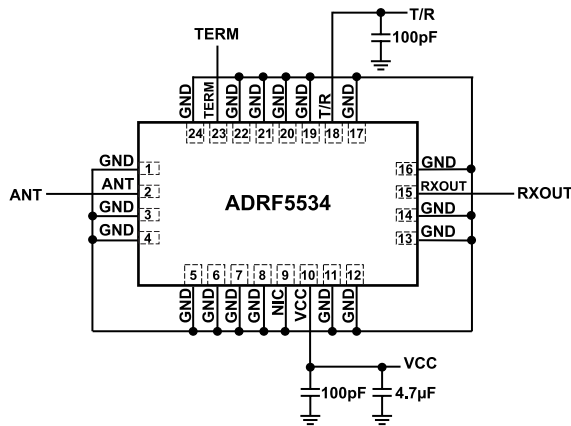 T/R
TERM
100pF
GND TERM GND GND GND GND T/R GND
24 23 22 21 20 19 18 17
GND 1 16 GND
ANT ANT 2 15 RXOUT RXOUT
ADRF5534
GND 3 14 GND
GND 4 13 GND
5 6 7 8 9 10 11 12
GND GND GND GND NIC VCC GND GND
VCC
100pF 4.7µF